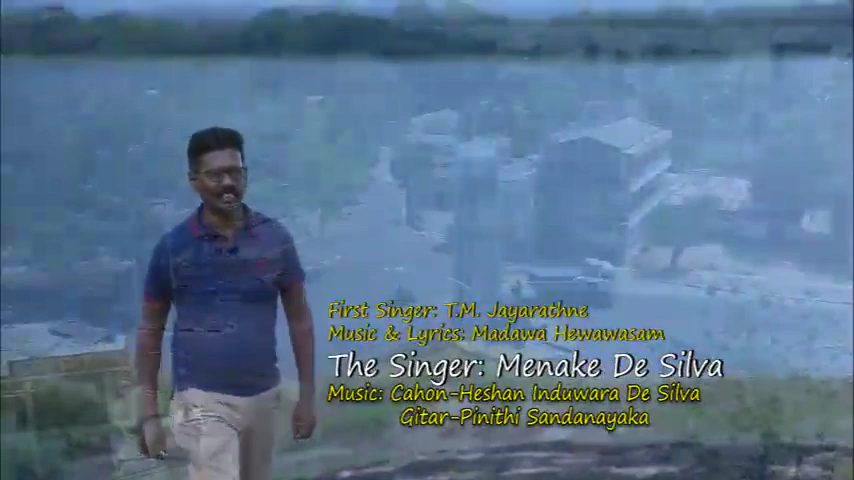 First Singer: T.M. Jayarathne
Music & Lyrics: Madawa Hewawasam
The Singer: Menake De Silva
Music: Cahon-Heshan Induwara De Silva
Gitar-Pinithi Sandanayaka